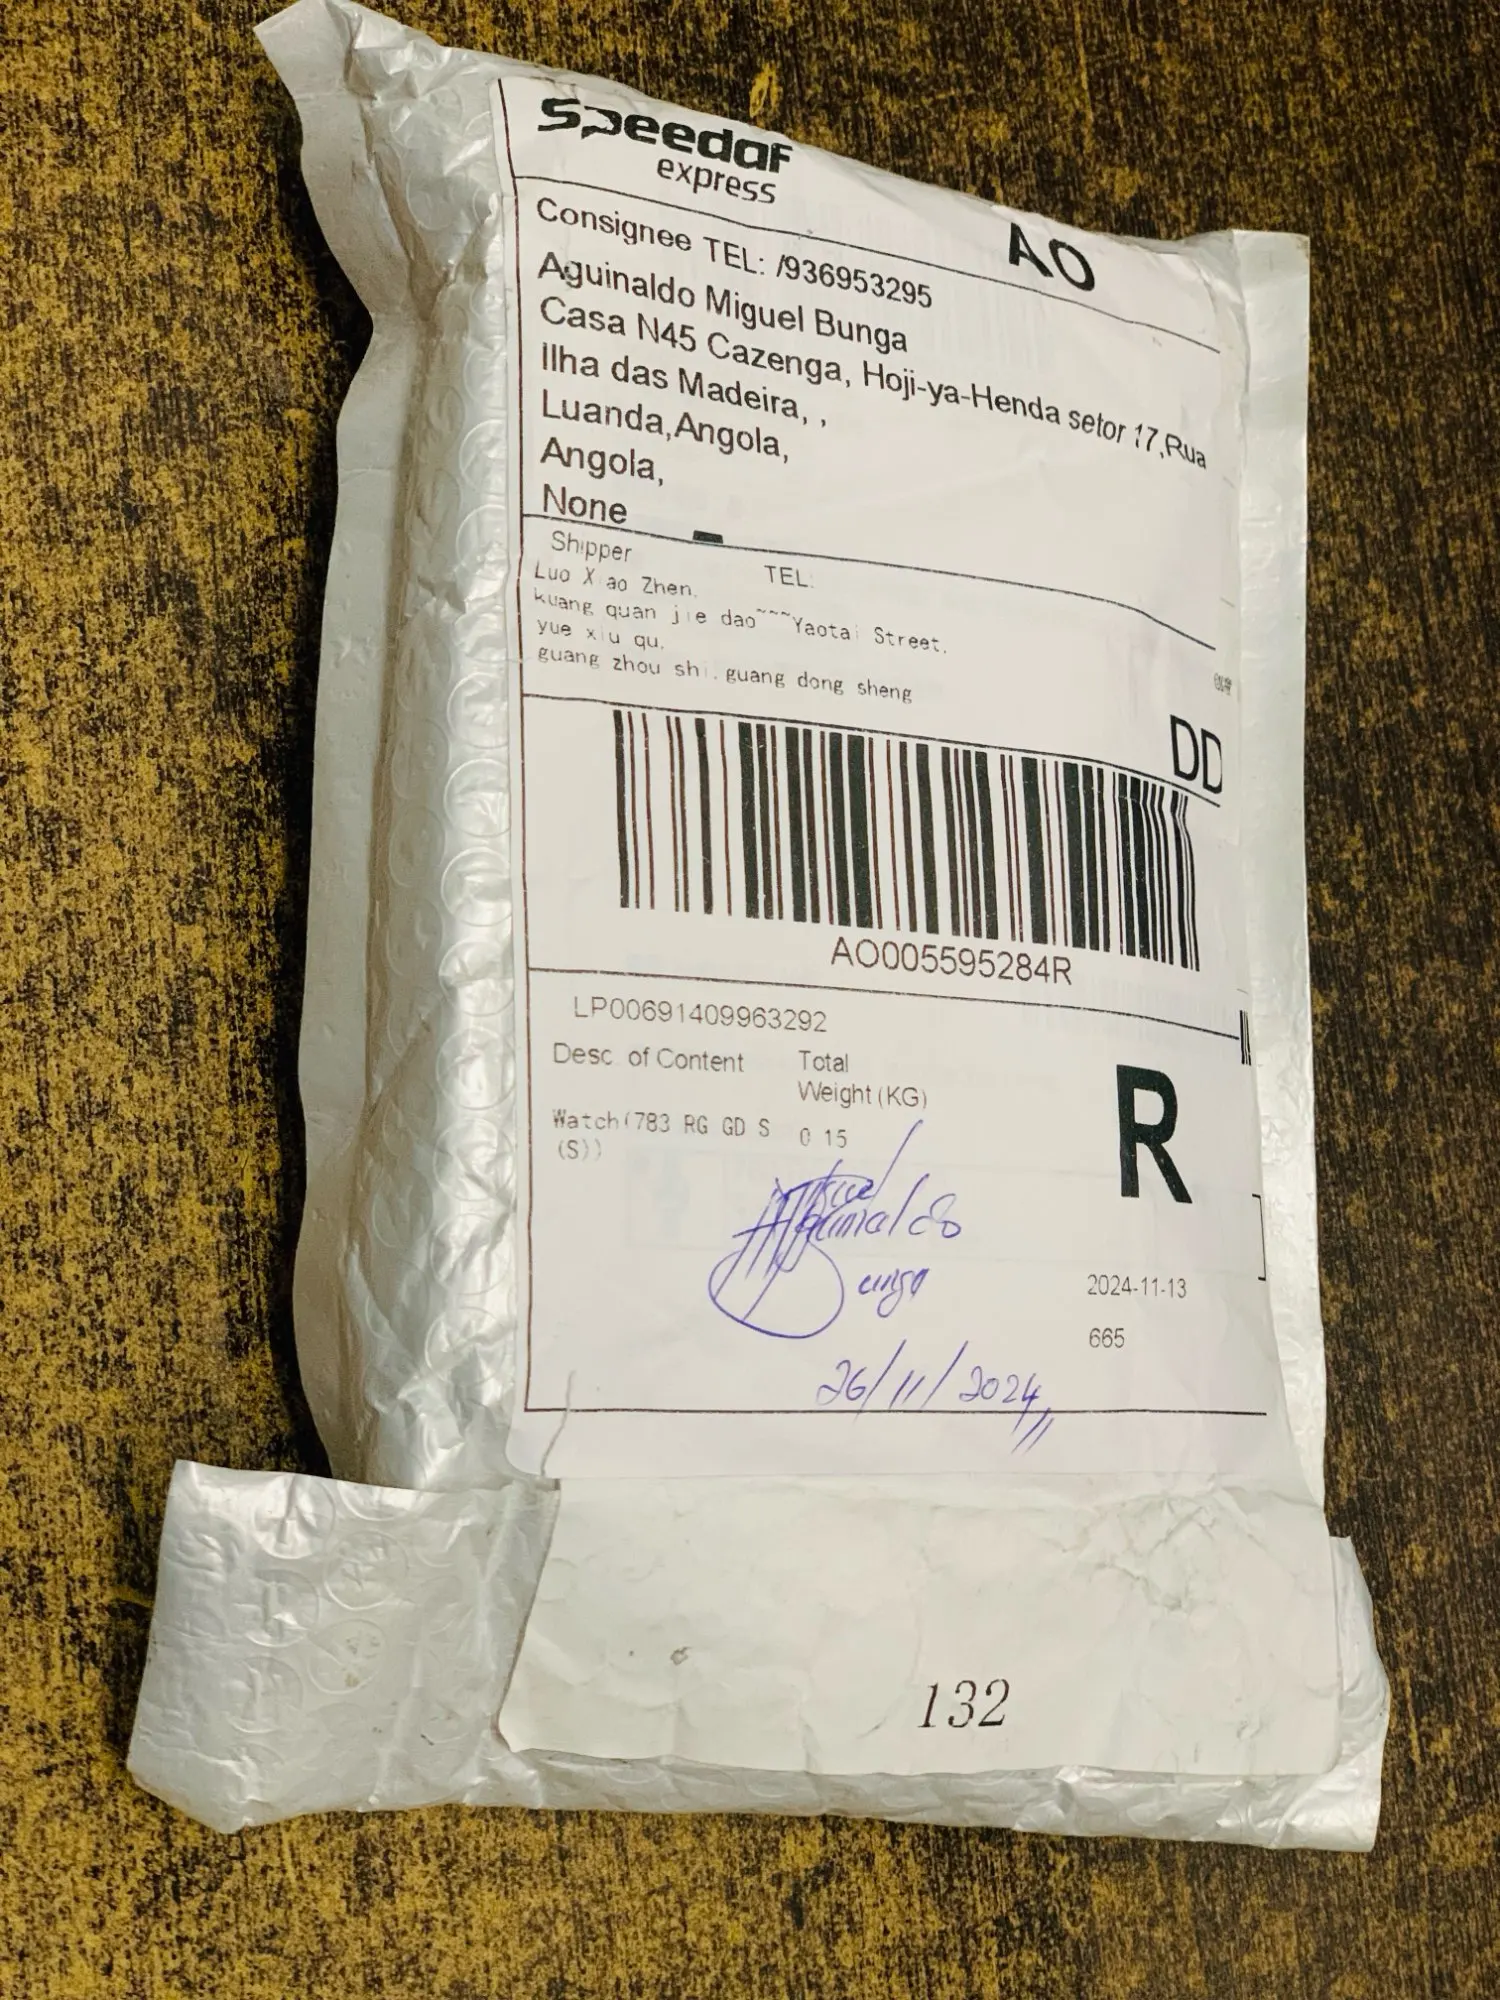 Speedaf
express
AO
Consignee TEL: /936953295
Aguinaldo Miguel Bunga
Casa N45 Cazenga, Hoji-ya-Henda setor 17,Rua
Ilha das Madeira, ,
Luanda,Angola,
Angola,
None
Shipper TEL:
Luo Xiao Zhen,
kuang quan jie dao~~~Yaotai Street,
yue xiu qu,
guang zhou shi, guang dong sheng
DD
AO005595284R
LP00691409963292
Desc. of Content Total
Weight(KG)
Watch(783 RG GD S 0.15
(S))
R
Aguinaldo
Bunga
2024-11-13
665
26/11/2024
132